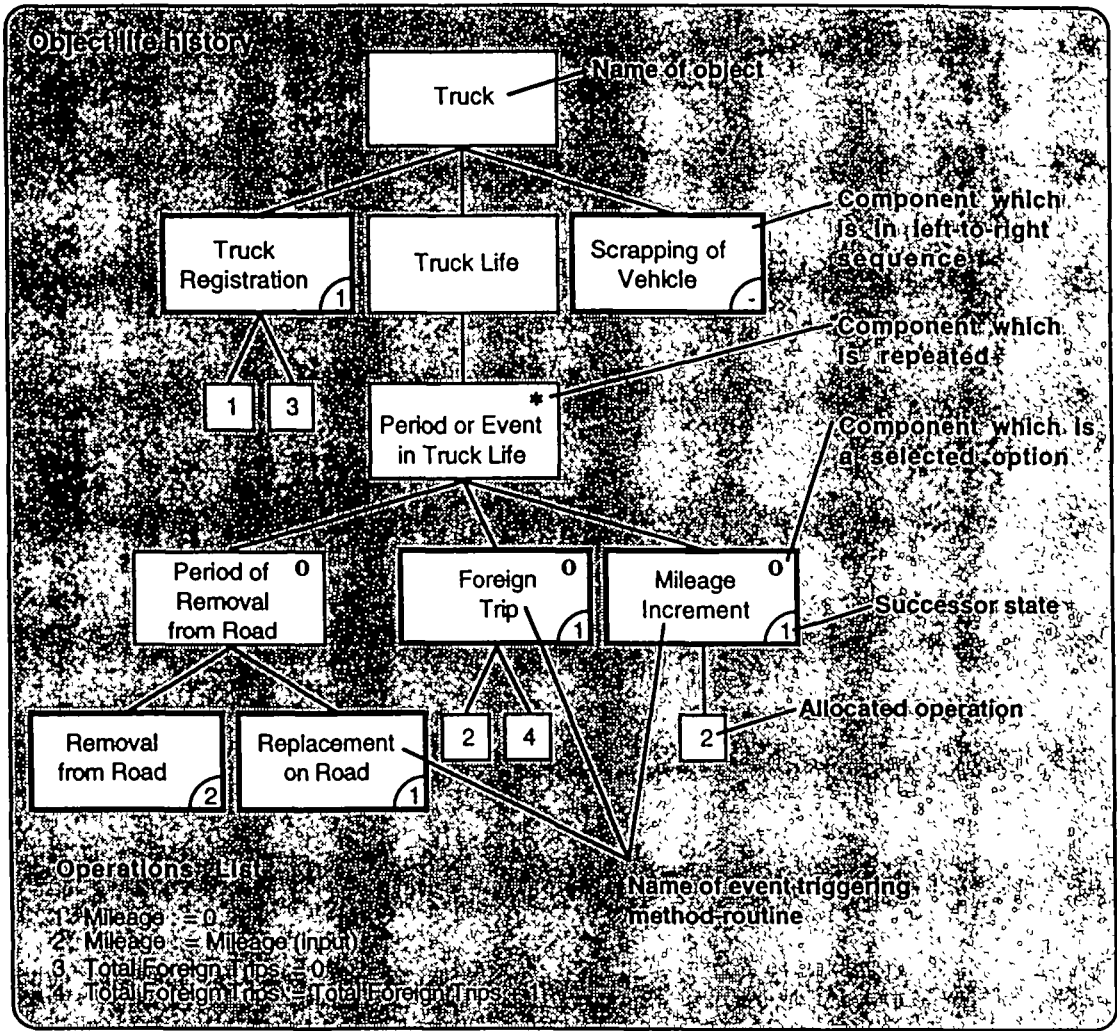 Object life history
Truck
Name of object
Truck
Registration
1
Truck Life
Scrapping of
Vehicle
-
Component which
is in left-to-right
sequence
1
3
*
Period or Event
in Truck Life
Component which
is repeated
Component which is
a selected option
Period of
Removal
from Road
0
Foreign
Trip
0
1
Mileage
Increment
0
1
Successor state
Removal
from Road
2
Replacement
on Road
1
2
4
2
Allocated operation
Name of event triggering
method-routine
Operations List
1 Mileage := 0
2 Mileage := Mileage (input)
3 Total Foreign Trips := 0
4 Total Foreign Trips := (Total Foreign Trips 1)